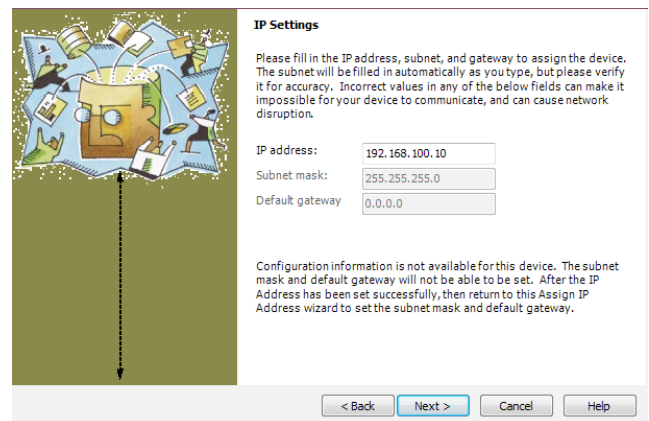 IP Settings
Please fill in the IP address, subnet, and gateway to assign the device.
The subnet will be filled in automatically as you type, but please verify
it for accuracy. Incorrect values in any of the below fields can make it
impossible for your device to communicate, and can cause network
disruption.
IP address: 192.168.100.10
Subnet mask: 255.255.255.0
Default gateway 0.0.0.0
Configuration information is not available for this device. The subnet
mask and default gateway will not be able to be set. After the IP
Address has been set successfully, then return to this Assign IP
Address wizard to set the subnet mask and default gateway.
< Back Next > Cancel Help